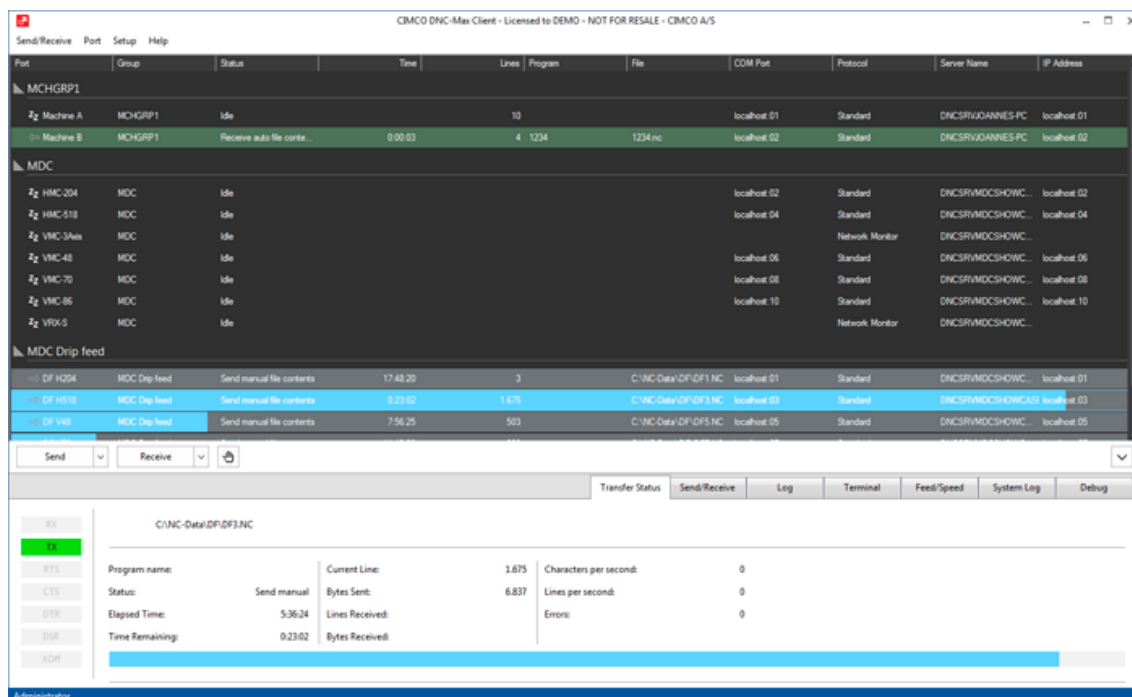 CIMCO DNC-Max Client - Licensed to DEMO - NOT FOR RESALE - CIMCO A/S
Send/Receive Port Setup Help
Port Group Status Time Lines Program File COM Port Protocol Server Name IP Address
MCHGRP1
Machine A MCHGRP1 Idle 10 localhost:01 Standard DNCSRVJOANNES-PC localhost:01
Machine B MCHGRP1 Receive auto file conte... 0:00:03 4 1234 1234.nc localhost:02 Standard DNCSRVJOANNES-PC localhost:02
MDC
HMC-204 MDC Idle localhost:02 Standard DNCSRVMDCSHOWC... localhost:02
HMC-518 MDC Idle localhost:04 Standard DNCSRVMDCSHOWC... localhost:04
VMC-3Axis MDC Idle Network Monitor DNCSRVMDCSHOWC...
VMC-48 MDC Idle localhost:06 Standard DNCSRVMDCSHOWC... localhost:06
VMC-70 MDC Idle localhost:08 Standard DNCSRVMDCSHOWC... localhost:08
VMC-86 MDC Idle localhost:10 Standard DNCSRVMDCSHOWC... localhost:10
VRX-S MDC Idle Network Monitor DNCSRVMDCSHOWC...
MDC Drip feed
DF H204 MDC Drip feed Send manual file contents 17:48:20 3 C:\NC-Data\DF\DF1.NC localhost:01 Standard DNCSRVMDCSHOWC... localhost:01
DF H518 MDC Drip feed Send manual file contents 0:23:02 1.675 C:\NC-Data\DF\DF3.NC localhost:03 Standard DNCSRVMDCSHOWCASE localhost:03
DF V48 MDC Drip feed Send manual file contents 7:56:25 503 C:\NC-Data\DF\DF5.NC localhost:05 Standard DNCSRVMDCSHOWC... localhost:05
Send Receive
Transfer Status Send/Receive Log Terminal Feed/Speed System Log Debug
RX C:\NC-Data\DF\DF3.NC
TX
RTS Program name: Current Line: 1.675 Characters per second: 0
CTS Status: Send manual Bytes Sent: 6.837 Lines per second: 0
DTR Elapsed Time: 5:36:24 Lines Received: Errors: 0
DSR Time Remaining: 0:23:02 Bytes Received:
XOff
Administrator